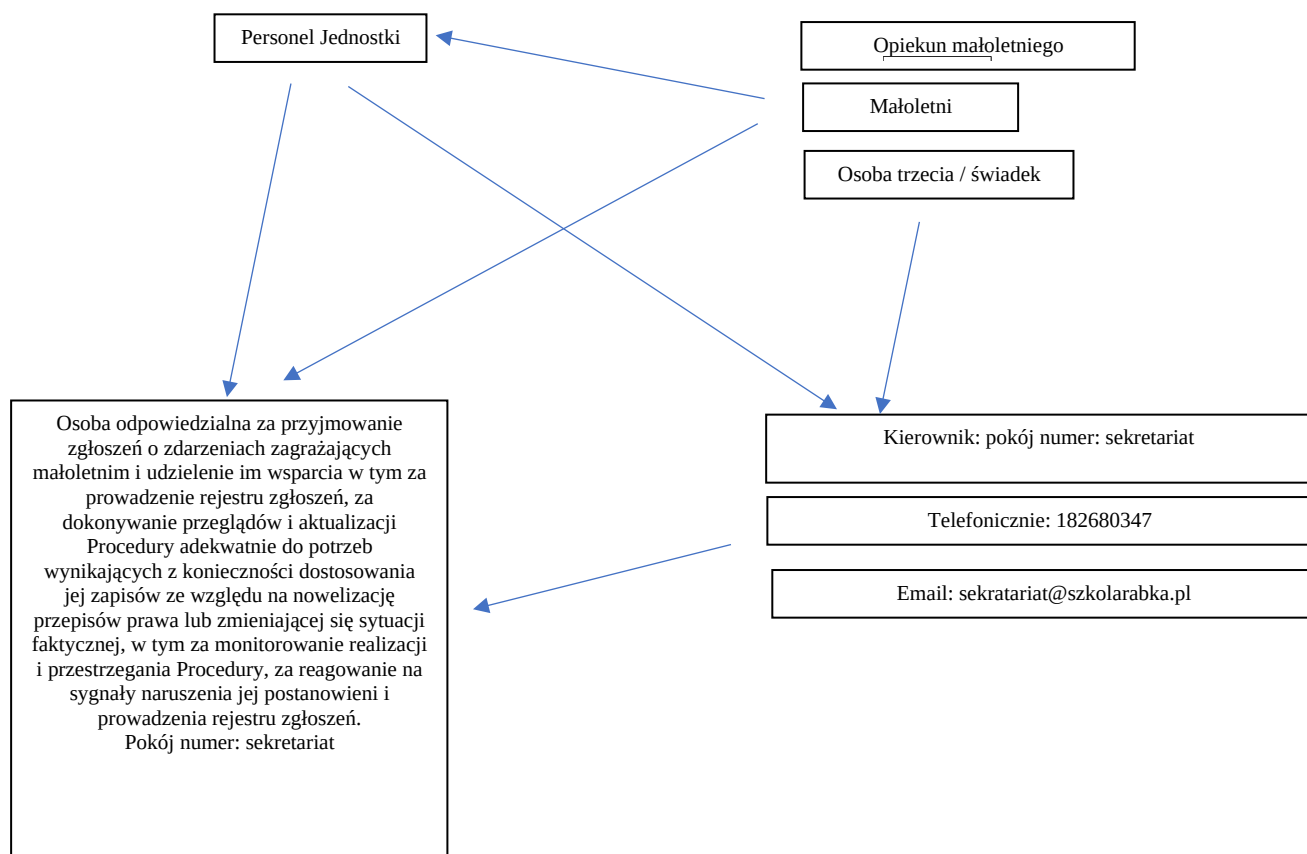 Personel Jednostki
Opiekun małoletniego
Małoletni
Osoba trzecia / świadek
Osoba odpowiedzialna za przyjmowanie
zgłoszeń o zdarzeniach zagrażających
małoletnim i udzielenie im wsparcia w tym za
prowadzenie rejestru zgłoszeń, za
dokonywanie przeglądów i aktualizacji
Procedury adekwatnie do potrzeb
wynikających z konieczności dostosowania
jej zapisów ze względu na nowelizację
przepisów prawa lub zmieniającej się sytuacji
faktycznej, w tym za monitorowanie realizacji
i przestrzegania Procedury, za reagowanie na
sygnały naruszenia jej postanowieni i
prowadzenia rejestru zgłoszeń.
Pokój numer: sekretariat
Kierownik: pokój numer: sekretariat
Telefonicznie: 182680347
Email: sekratariat@szkolarabka.pl